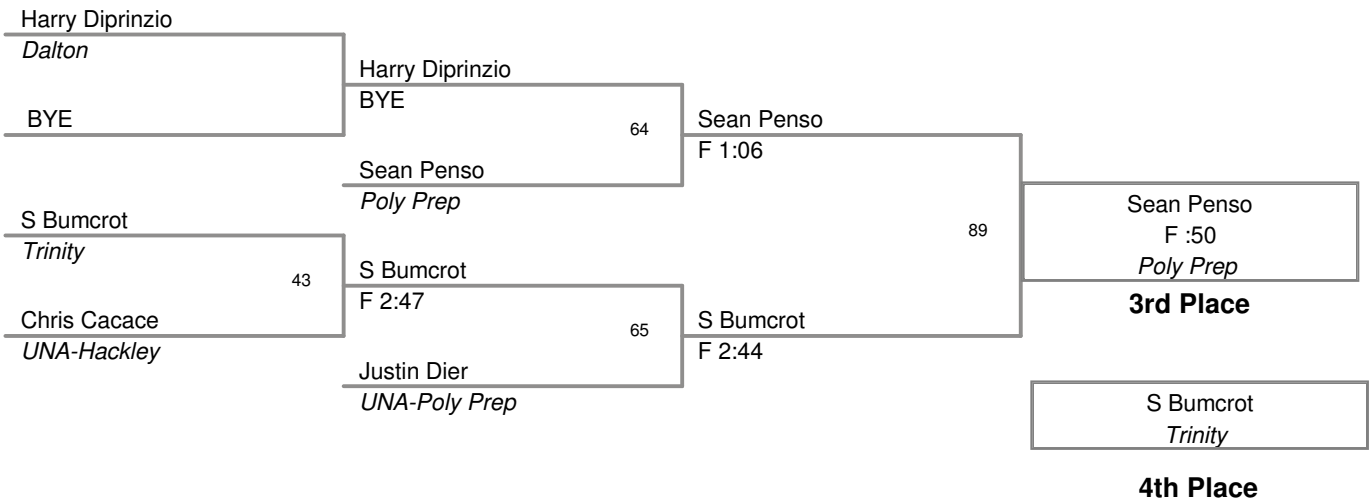 Harry Diprinzio
Dalton
BYE
S Bumcrot
Trinity
43
Chris Cacace
UNA-Hackley
Harry Diprinzio
BYE
64
Sean Penso
Poly Prep
S Bumcrot
F 2:47
65
Justin Dier
UNA-Poly Prep
Sean Penso
F 1:06
89
S Bumcrot
F 2:44
Sean Penso
F :50
Poly Prep
3rd Place
S Bumcrot
Trinity
4th Place